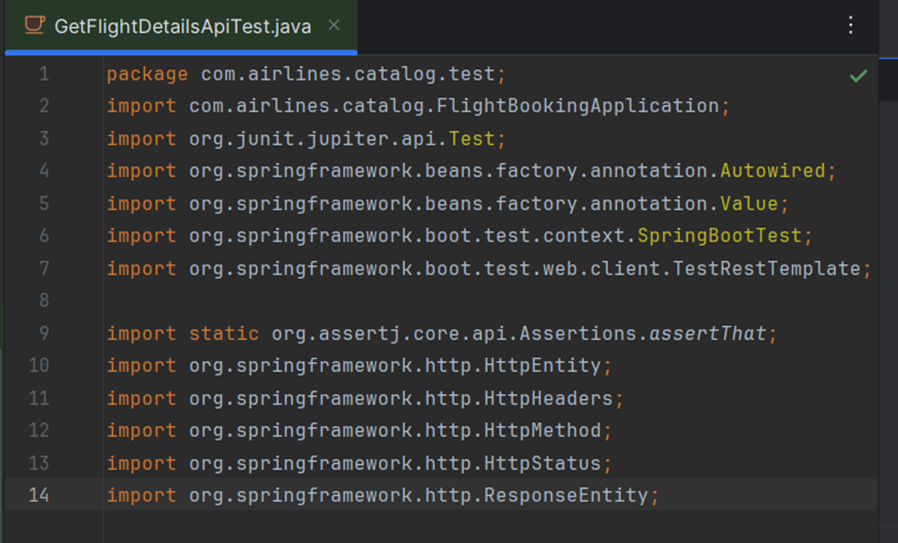 GetFlightDetailsApiTest.java
1 package com.airlines.catalog.test;
2 import com.airlines.catalog.FlightBookingApplication;
3 import org.junit.jupiter.api.Test;
4 import org.springframework.beans.factory.annotation.Autowired;
5 import org.springframework.beans.factory.annotation.Value;
6 import org.springframework.boot.test.context.SpringBootTest;
7 import org.springframework.boot.test.web.client.TestRestTemplate;
8
9 import static org.assertj.core.api.Assertions.assertThat;
10 import org.springframework.http.HttpEntity;
11 import org.springframework.http.HttpHeaders;
12 import org.springframework.http.HttpMethod;
13 import org.springframework.http.HttpStatus;
14 import org.springframework.http.ResponseEntity;